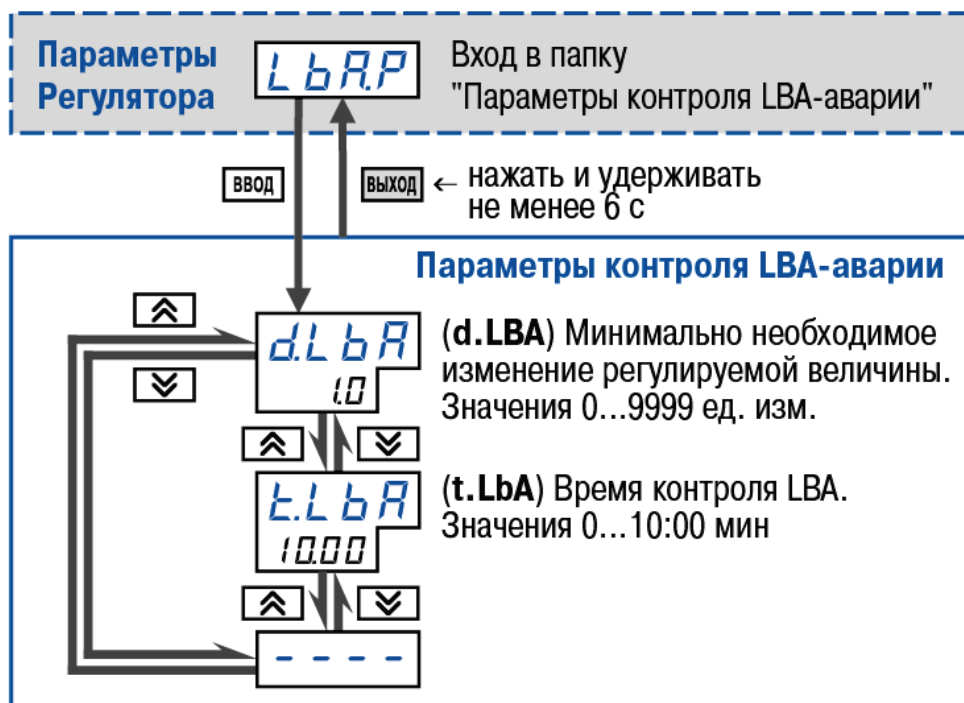 Параметры
Регулятора
LbA.P
Вход в папку
"Параметры контроля LBA-аварии"
ВВОД
ВЫХОД
← нажать и удерживать
не менее 6 с
Параметры контроля LBA-аварии
d.LbA
1.0
(d.LBA) Минимально необходимое
изменение регулируемой величины.
Значения 0...9999 ед. изм.
t.LbA
10.00
(t.LbA) Время контроля LBA.
Значения 0...10:00 мин
- - - -